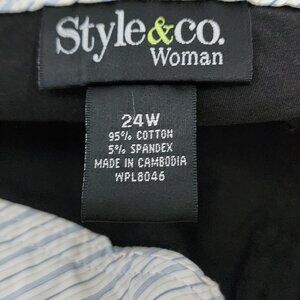 Style&co.
Woman
24W
95% COTTON
5% SPANDEX
MADE IN CAMBODIA
WPL8046